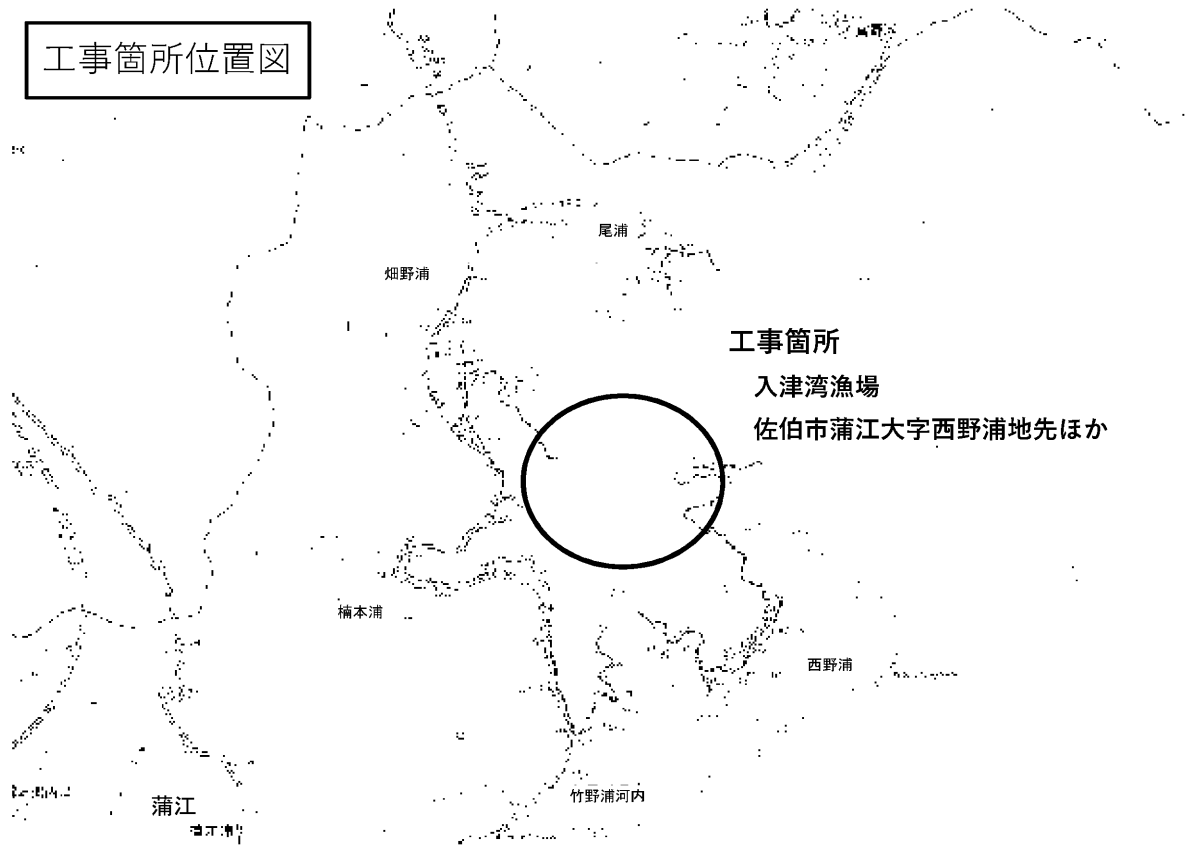 工事箇所位置図
尾浦
畑野浦
工事箇所
入津湾漁場
佐伯市蒲江大字西野浦地先ほか
楠本浦
西野浦
竹野浦河内
蒲江